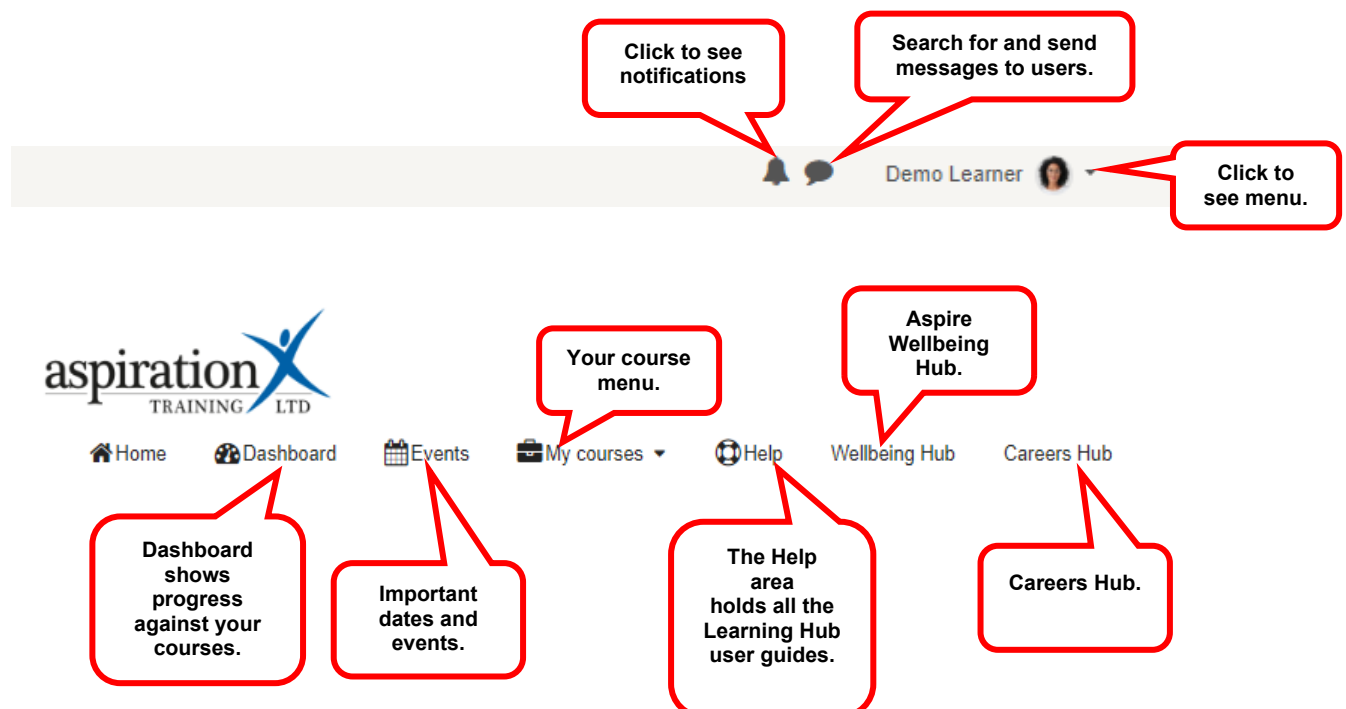 Click to see
notifications
Search for and send
messages to users.
Demo Learner
Click to
see menu.
aspiration
TRAINING LTD
Your course
menu.
Aspire
Wellbeing
Hub.
Home Dashboard Events My courses Help Wellbeing Hub Careers Hub
Dashboard
shows
progress
against your
courses.
Important
dates and
events.
The Help
area
holds all the
Learning Hub
user guides.
Careers Hub.